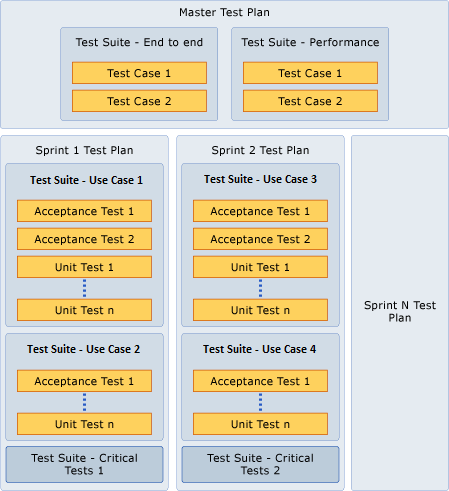 Master Test Plan
Test Suite - End to end
Test Case 1
Test Case 2
Test Suite - Performance
Test Case 1
Test Case 2
Sprint 1 Test Plan
Test Suite - Use Case 1
Acceptance Test 1
Acceptance Test 2
Unit Test 1
Unit Test n
Test Suite - Use Case 2
Acceptance Test 1
Unit Test n
Test Suite - Critical
Tests 1
Sprint 2 Test Plan
Test Suite - Use Case 3
Acceptance Test 1
Acceptance Test 2
Unit Test 1
Unit Test n
Test Suite - Use Case 4
Acceptance Test 1
Unit Test n
Test Suite - Critical
Tests 2
Sprint N Test
Plan